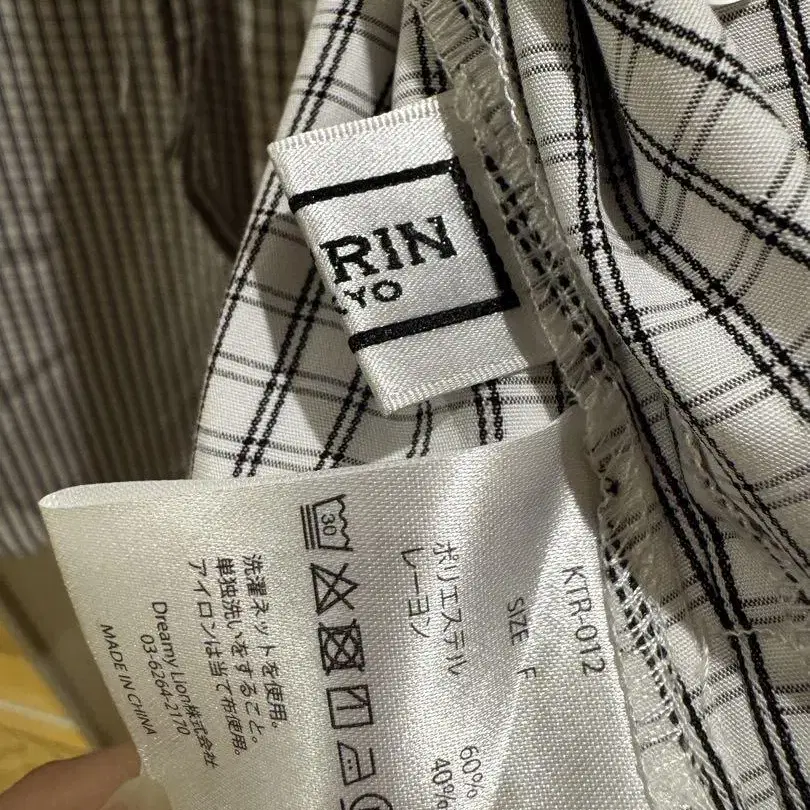 RIN
YO
KTR-012
SIZE F
ポリエステル 60%
レーヨン 40%
30
洗濯ネットを使用。
単独洗いをすること。
アイロンは当て布使用。
Dreamy Lion株式会社
03-6264-2170
MADE IN CHINA